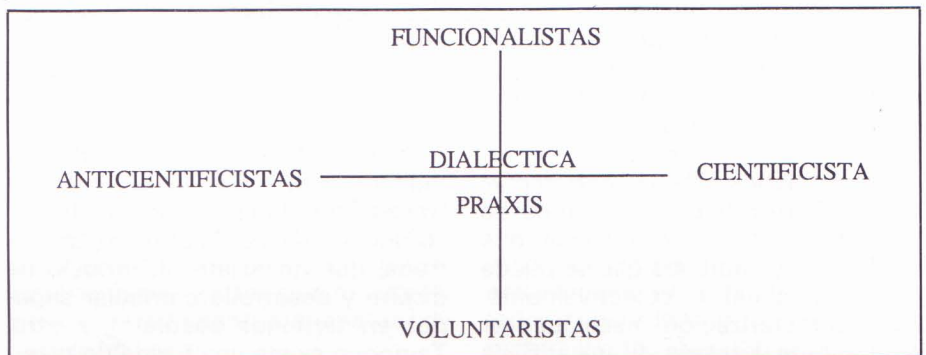 FUNCIONALISTAS
DIALECTICA
ANTICIENTIFICISTAS CIENTIFICISTA
PRAXIS
VOLUNTARISTAS